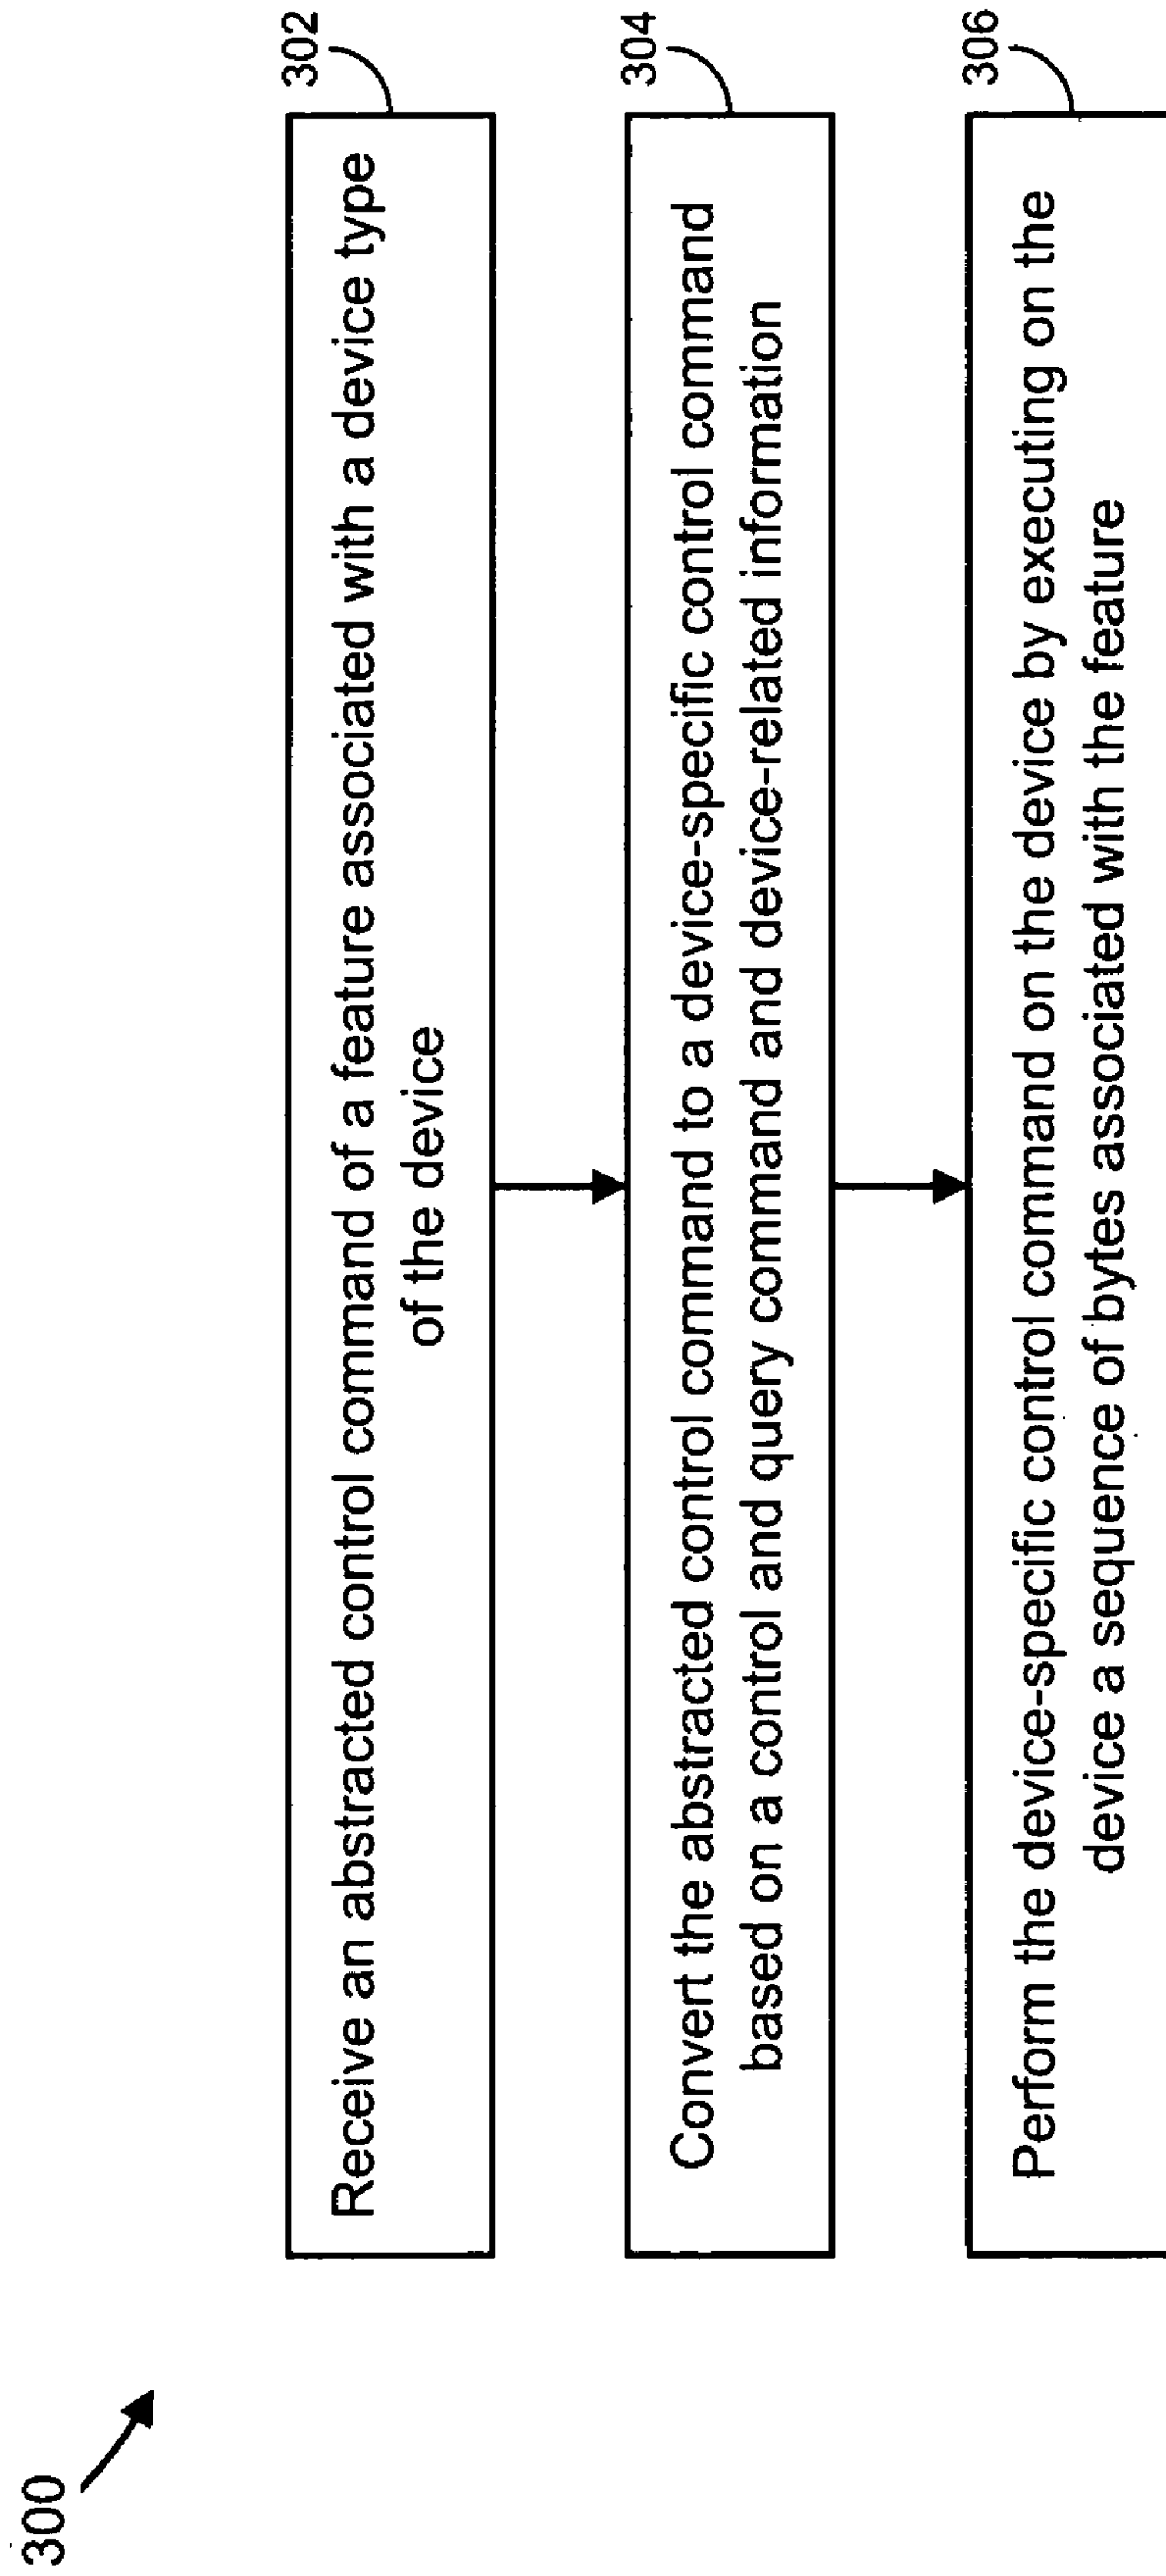 300
302
Receive an abstracted control command of a feature associated with a device type
of the device
304
Convert the abstracted control command to a device-specific control command
based on a control and query command and device-related information
306
Perform the device-specific control command on the device by executing on the
device a sequence of bytes associated with the feature